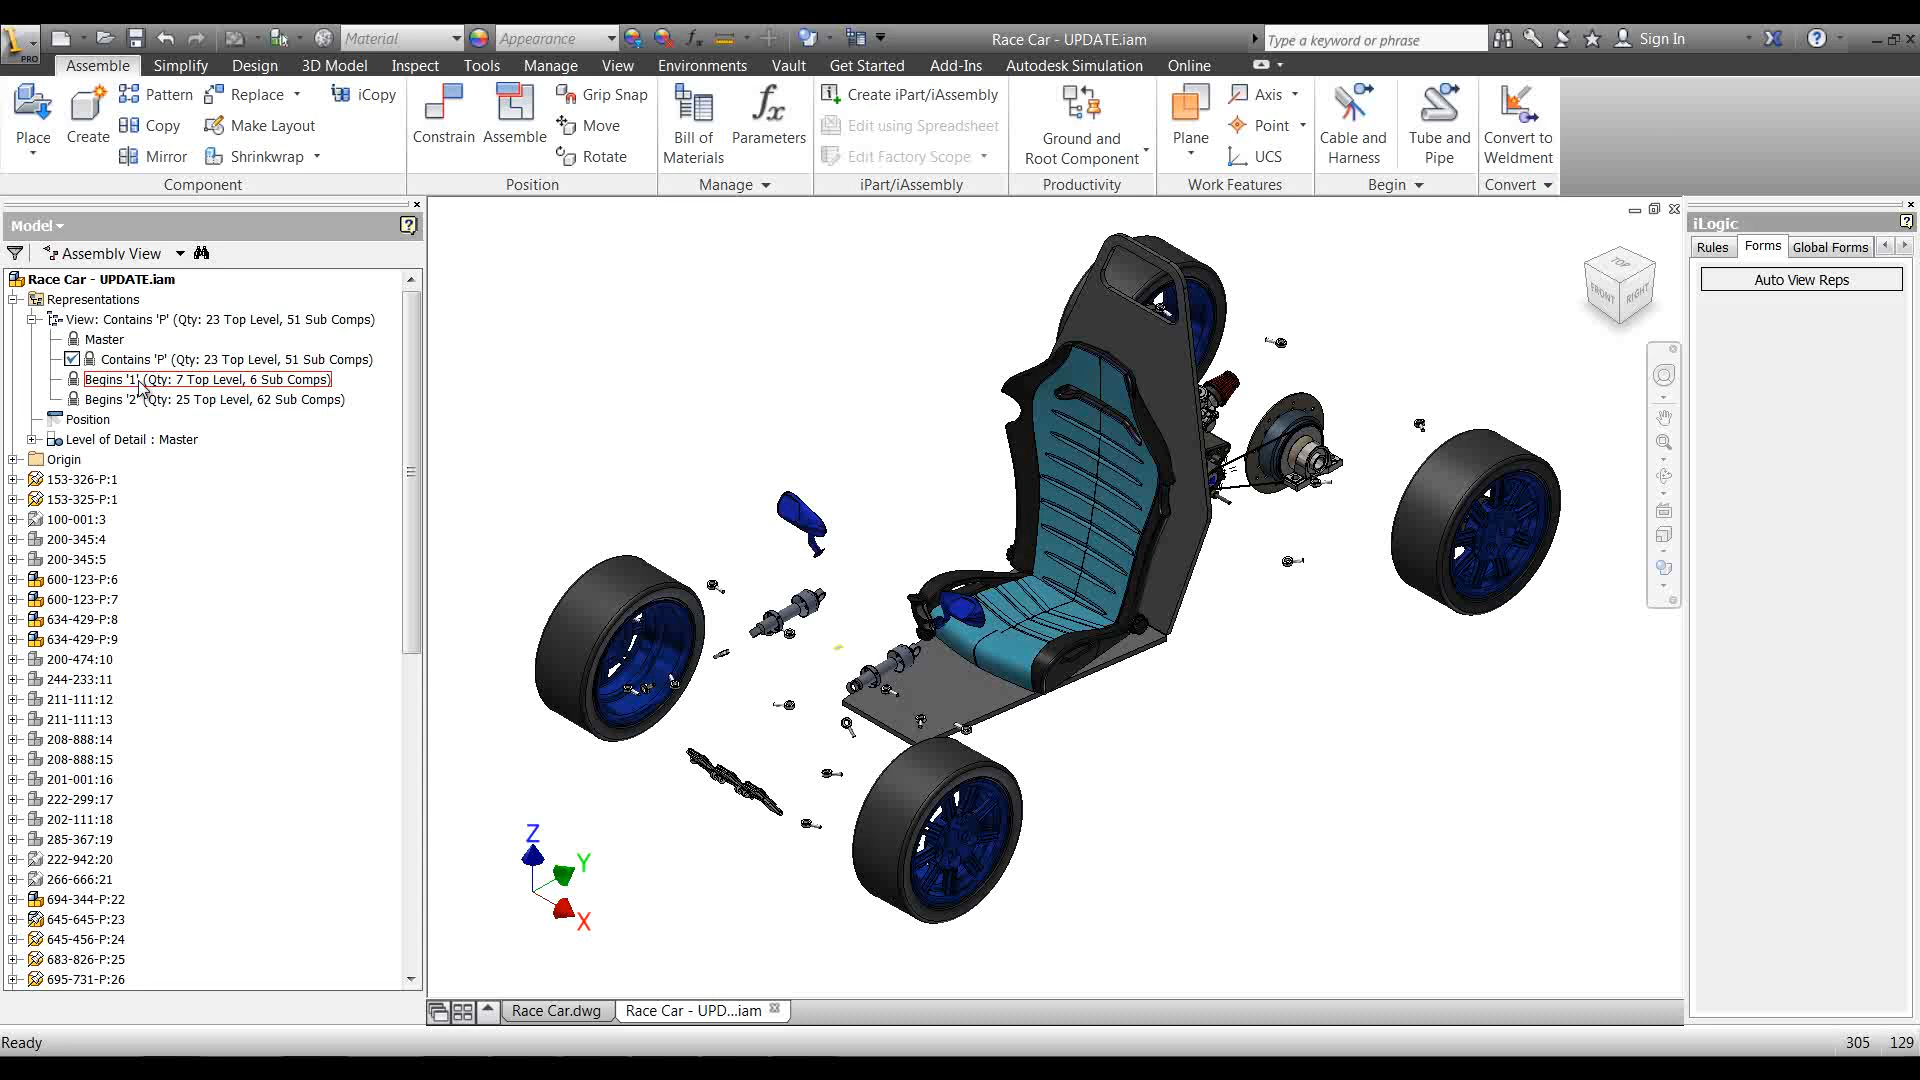 PRO
Material
Appearance
Race Car - UPDATE.iam
Type a keyword or phrase
Sign In
Assemble Simplify Design 3D Model Inspect Tools Manage View Environments Vault Get Started Add-Ins Autodesk Simulation Online
Place
Create
Pattern
Copy
Mirror
Replace
Make Layout
Shrinkwrap
iCopy
Component
Constrain
Assemble
Grip Snap
Move
Rotate
Position
Bill of
Materials
Parameters
Manage
Create iPart/iAssembly
Edit using Spreadsheet
Edit Factory Scope
iPart/iAssembly
Ground and
Root Component
Productivity
Plane
Axis
Point
UCS
Work Features
Cable and
Harness
Tube and
Pipe
Begin
Convert to
Weldment
Convert
Model
Assembly View
Race Car - UPDATE.iam
Representations
View: Contains 'P' (Qty: 23 Top Level, 51 Sub Comps)
Master
Contains 'P' (Qty: 23 Top Level, 51 Sub Comps)
Begins '1' (Qty: 7 Top Level, 6 Sub Comps)
Begins '2' (Qty: 25 Top Level, 62 Sub Comps)
Position
Level of Detail : Master
Origin
153-326-P:1
153-325-P:1
100-001:3
200-345:4
200-345:5
600-123-P:6
600-123-P:7
634-429-P:8
634-429-P:9
200-474:10
244-233:11
211-111:12
211-111:13
208-888:14
208-888:15
201-001:16
222-299:17
202-111:18
285-367:19
222-942:20
266-666:21
694-344-P:22
645-645-P:23
645-456-P:24
683-826-P:25
695-731-P:26
Z
Y
X
TOP
FRONT
RIGHT
iLogic
Rules Forms Global Forms
Auto View Reps
Race Car.dwg
Race Car - UPD...iam
Ready
305 129